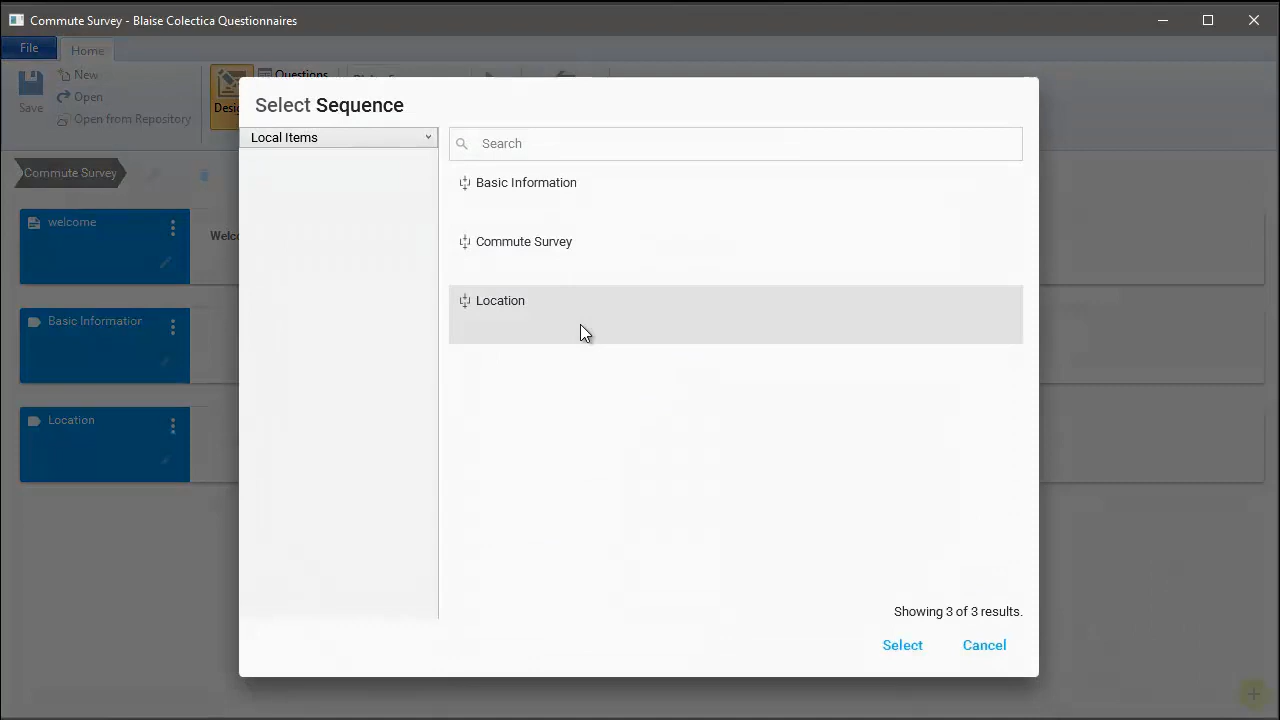 Commute Survey - Blaise Colectica Questionnaires
File
Home
Save
New
Open
Open from Repository
Questions
Select Sequence
Local Items
Search
Basic Information
Commute Survey
Location
Showing 3 of 3 results.
Select
Cancel
Commute Survey
welcome
Basic Information
Location